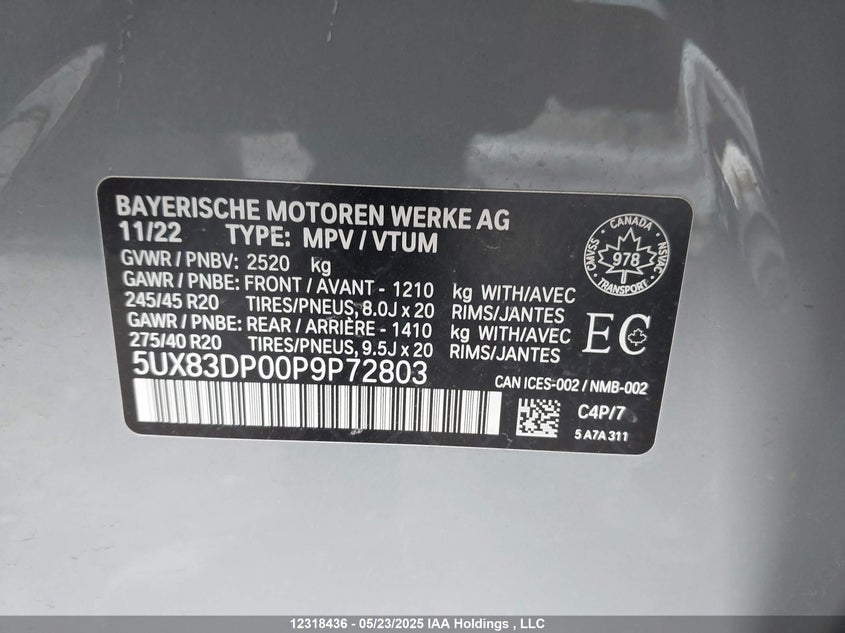 BAYERISCHE MOTOREN WERKE AG
11/22 TYPE: MPV / VTUM
GVWR / PNBV: 2520 kg
GAWR / PNBE: FRONT / AVANT - 1210 kg WITH/AVEC
245/45 R20 TIRES/PNEUS, 8.0J x 20 RIMS/JANTES
GAWR / PNBE: REAR / ARRIÈRE - 1410 kg WITH/AVEC
275/40 R20 TIRES/PNEUS, 9.5J x 20 RIMS/JANTES
5UX83DP00P9P72803
CANADA
CMVSS 978 NSVAC
TRANSPORT
EC
CAN ICES-002 / NMB-002
C4P/7
5 A7A 311
12318436 - 05/23/2025 IAA Holdings , LLC